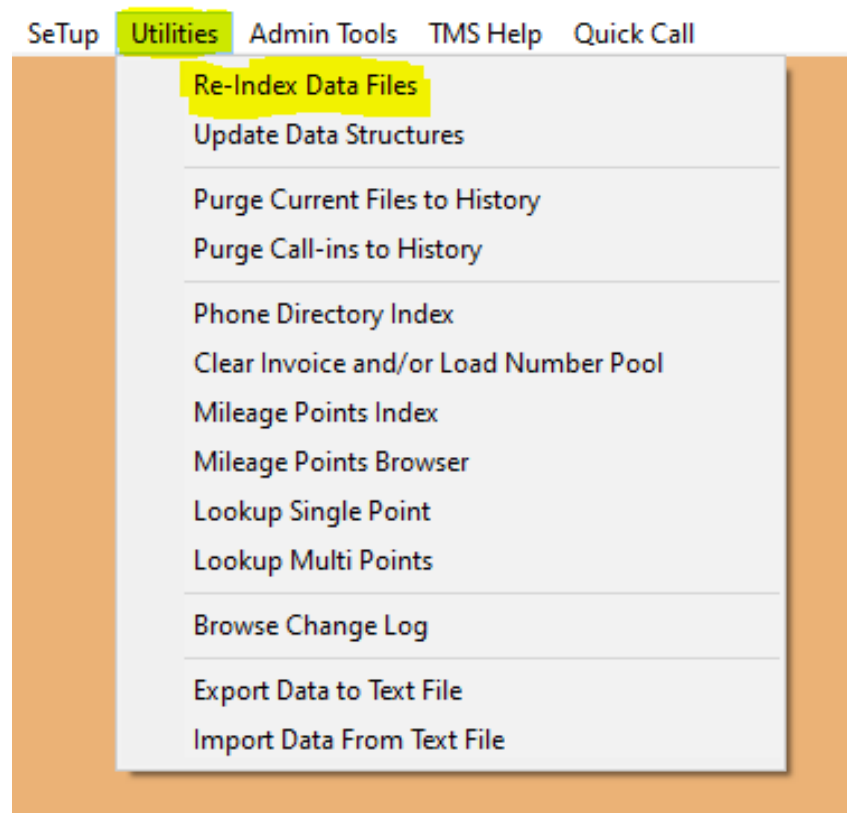 SeTup Utilities Admin Tools TMS Help Quick Call
Re-Index Data Files
Update Data Structures
Purge Current Files to History
Purge Call-ins to History
Phone Directory Index
Clear Invoice and/or Load Number Pool
Mileage Points Index
Mileage Points Browser
Lookup Single Point
Lookup Multi Points
Browse Change Log
Export Data to Text File
Import Data From Text File